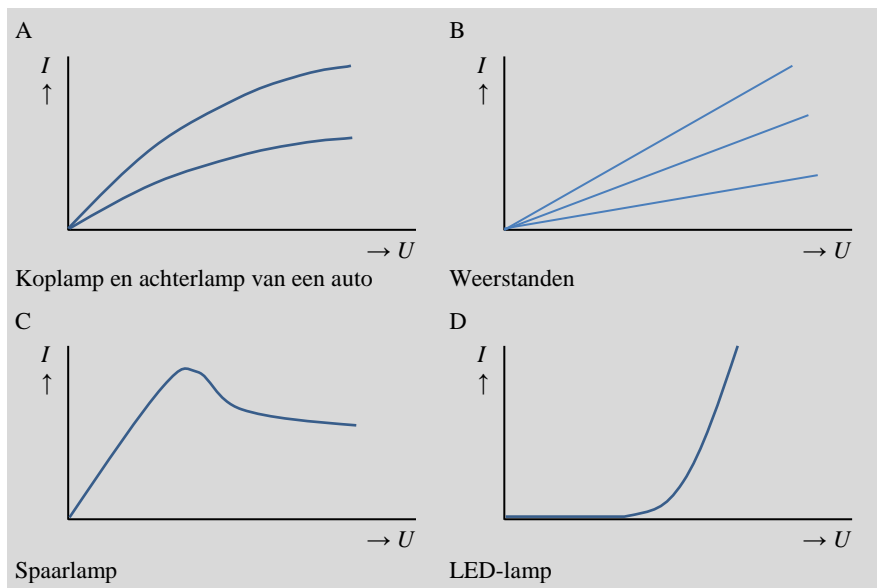 A
I
↑
→ U
Koplamp en achterlamp van een auto
B
I
↑
→ U
Weerstanden
C
I
↑
→ U
Spaarlamp
D
I
↑
→ U
LED-lamp